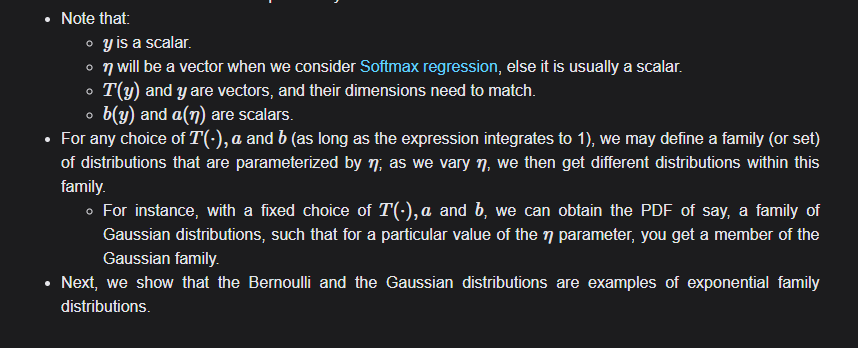 • Note that:
◦ y is a scalar.
◦ η will be a vector when we consider Softmax regression, else it is usually a scalar.
◦ T(y) and y are vectors, and their dimensions need to match.
◦ b(y) and a(η) are scalars.
• For any choice of T(·), a and b (as long as the expression integrates to 1), we may define a family (or set)
of distributions that are parameterized by η; as we vary η, we then get different distributions within this
family.
◦ For instance, with a fixed choice of T(·), a and b, we can obtain the PDF of say, a family of
Gaussian distributions, such that for a particular value of the η parameter, you get a member of the
Gaussian family.
• Next, we show that the Bernoulli and the Gaussian distributions are examples of exponential family
distributions.